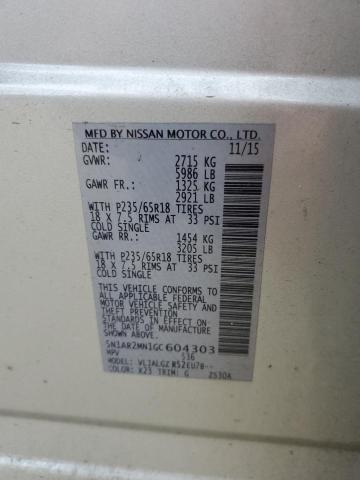 MFD BY NISSAN MOTOR CO., LTD.
DATE: 11/15
GVWR: 2715 KG
5986 LB
GAWR FR.: 1325 KG
2921 LB
WITH P235/65R18 TIRES
18 X 7.5 RIMS AT 33 PSI
COLD SINGLE
GAWR RR.: 1454 KG
3205 LB
WITH P235/65R18 TIRES
18 X 7.5 RIMS AT 33 PSI
COLD SINGLE
THIS VEHICLE CONFORMS TO ALL
APPLICABLE FEDERAL
MOTOR VEHICLE SAFETY AND
THEFT PREVENTION
STANDARDS IN EFFECT ON THE
DATE OF MANUFACTURE
5N1AR2MN1GC604303
MPV 516
MODEL:
COLOR: K23 TRIM: G 2530A